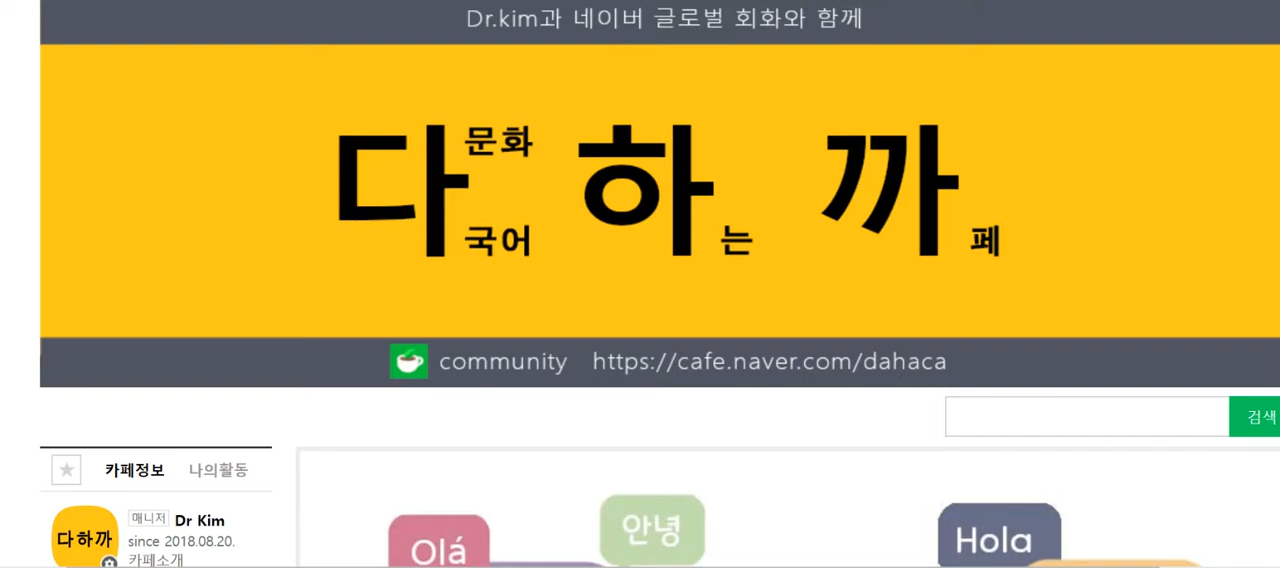 Dr.kim과 네이버 글로벌 회화와 함께
다문화국어 하는 까페
community https://cafe.naver.com/dahaca
검색
카페정보 나의활동
다하까
매니저 Dr Kim
since 2018.08.20.
카페소개
Olá
안녕
Hola